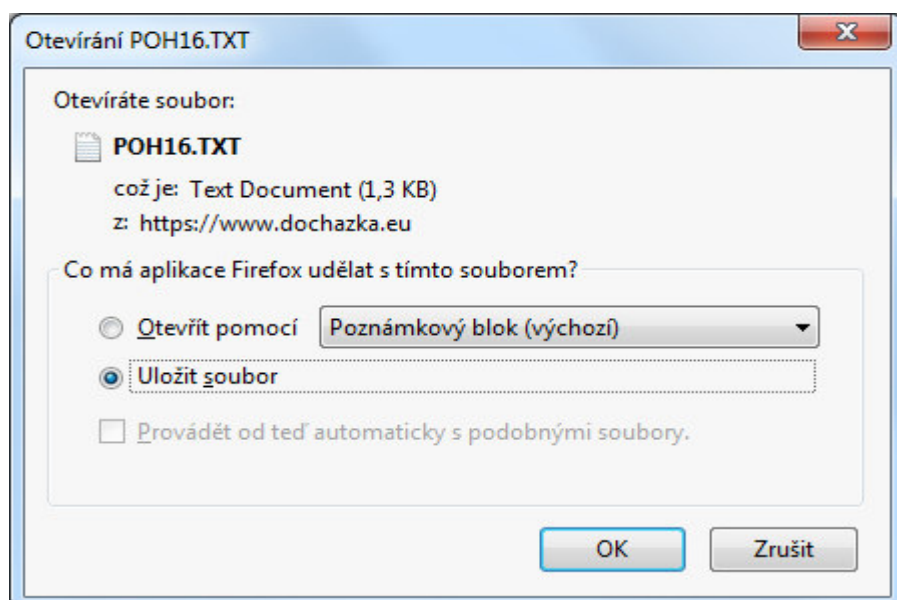 Otevírání POH16.TXT
Otevíráte soubor:
POH16.TXT
což je: Text Document (1,3 KB)
z: https://www.dochazka.eu
Co má aplikace Firefox udělat s tímto souborem?
Otevřít pomocí Poznámkový blok (výchozí)
Uložit soubor
Provádět od teď automaticky s podobnými soubory.
OK Zrušit